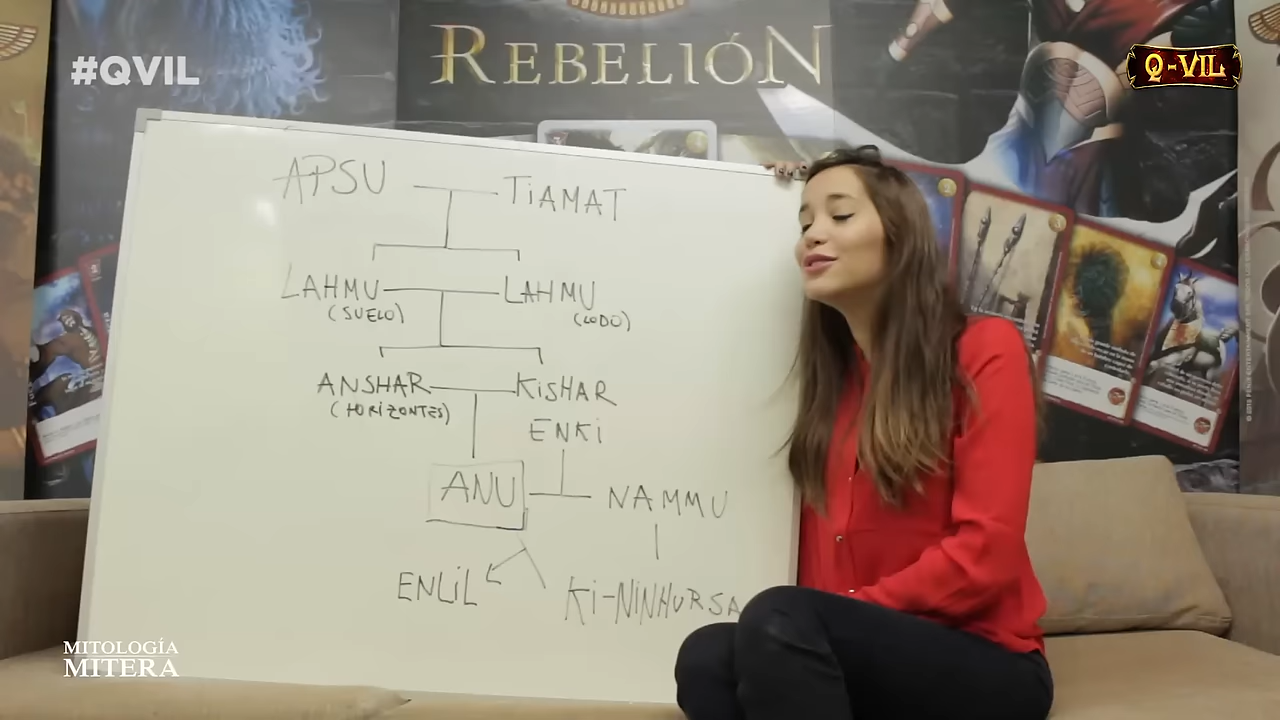 REBELIÓN
#QVIL
Q-VIL
APSU
TIAMAT
LAHMU
LAHMU
(SUELO)
(LODO)
ANSHAR
KISHAR
(HORIZONTES)
ENKI
ANU
NAMMU
ENLIL
KI-NINHURSA
MITOLOGÍA
MITERA